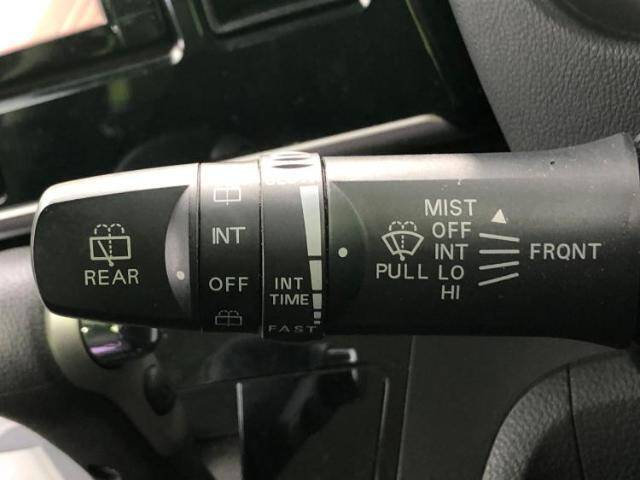 REAR
INT
OFF
INT
TIME
FAST
PULL
MIST
OFF
INT
LO
HI
FRONT